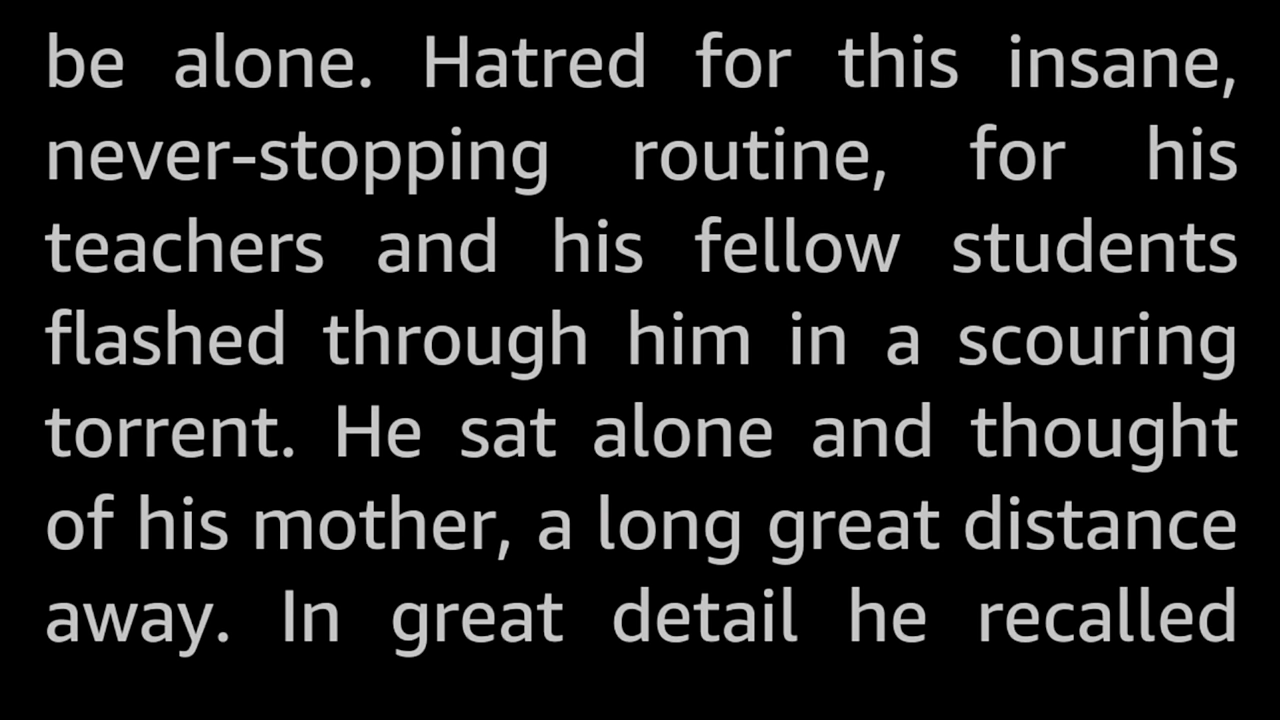 be alone. Hatred for this insane,
never-stopping routine, for his
teachers and his fellow students
flashed through him in a scouring
torrent. He sat alone and thought
of his mother, a long great distance
away. In great detail he recalled